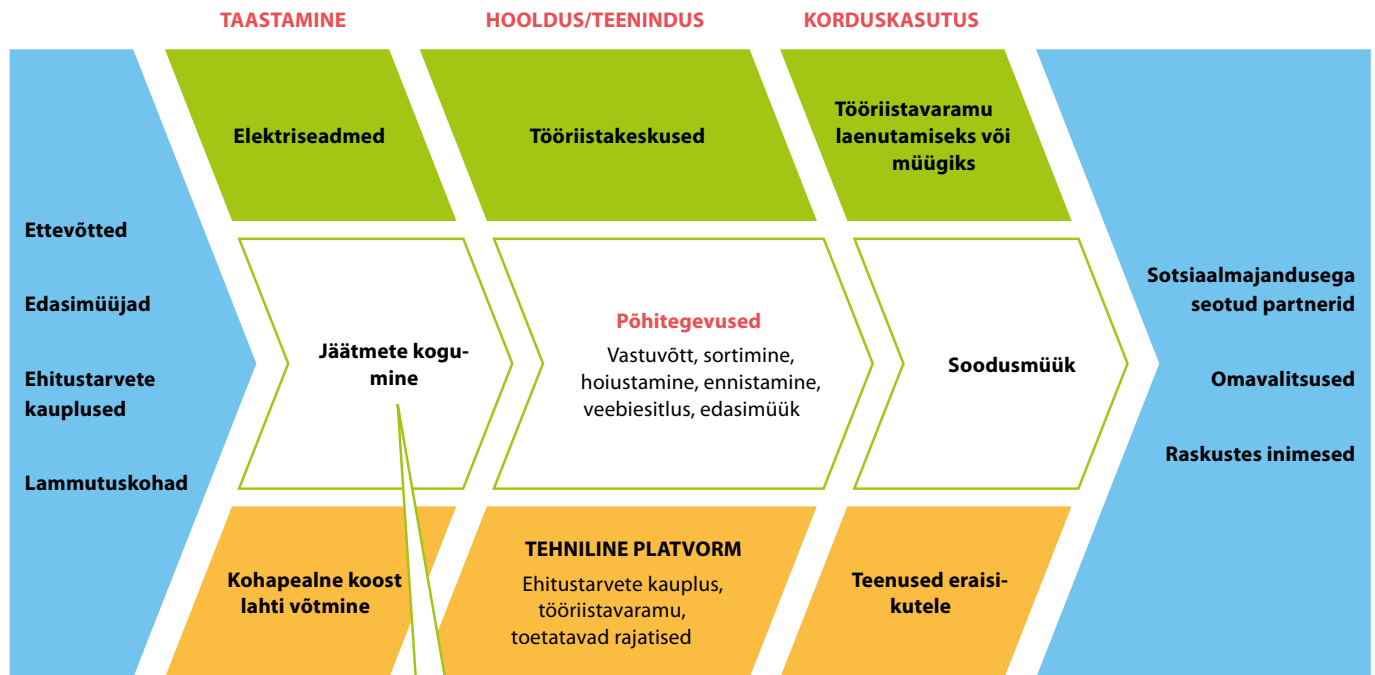 TAASTAMINE
HOOLDUS/TEENINDUS
KORDUSKASUTUS
Ettevõtted
Edasimüüjad
Ehitustarvete
kauplused
Lammutuskohad
Elektriseadmed
Tööriistakeskused
Tööriistavaramu
laenutamiseks või
müügiks
Jäätmete kogu-
mine
Põhitegevused
Vastuvõtt, sortimine,
hoiustamine, ennistamine,
veebiesitlus, edasimüük
Soodusmüük
Kohapealne koost
lahti võtmine
TEHNILINE PLATVORM
Ehitustarvete kauplus,
tööriistavaramu,
toetatavad rajatised
Teenused eraisi-
kutele
Sotsiaalmajandusega
seotud partnerid
Omavalitsused
Raskustes inimesed